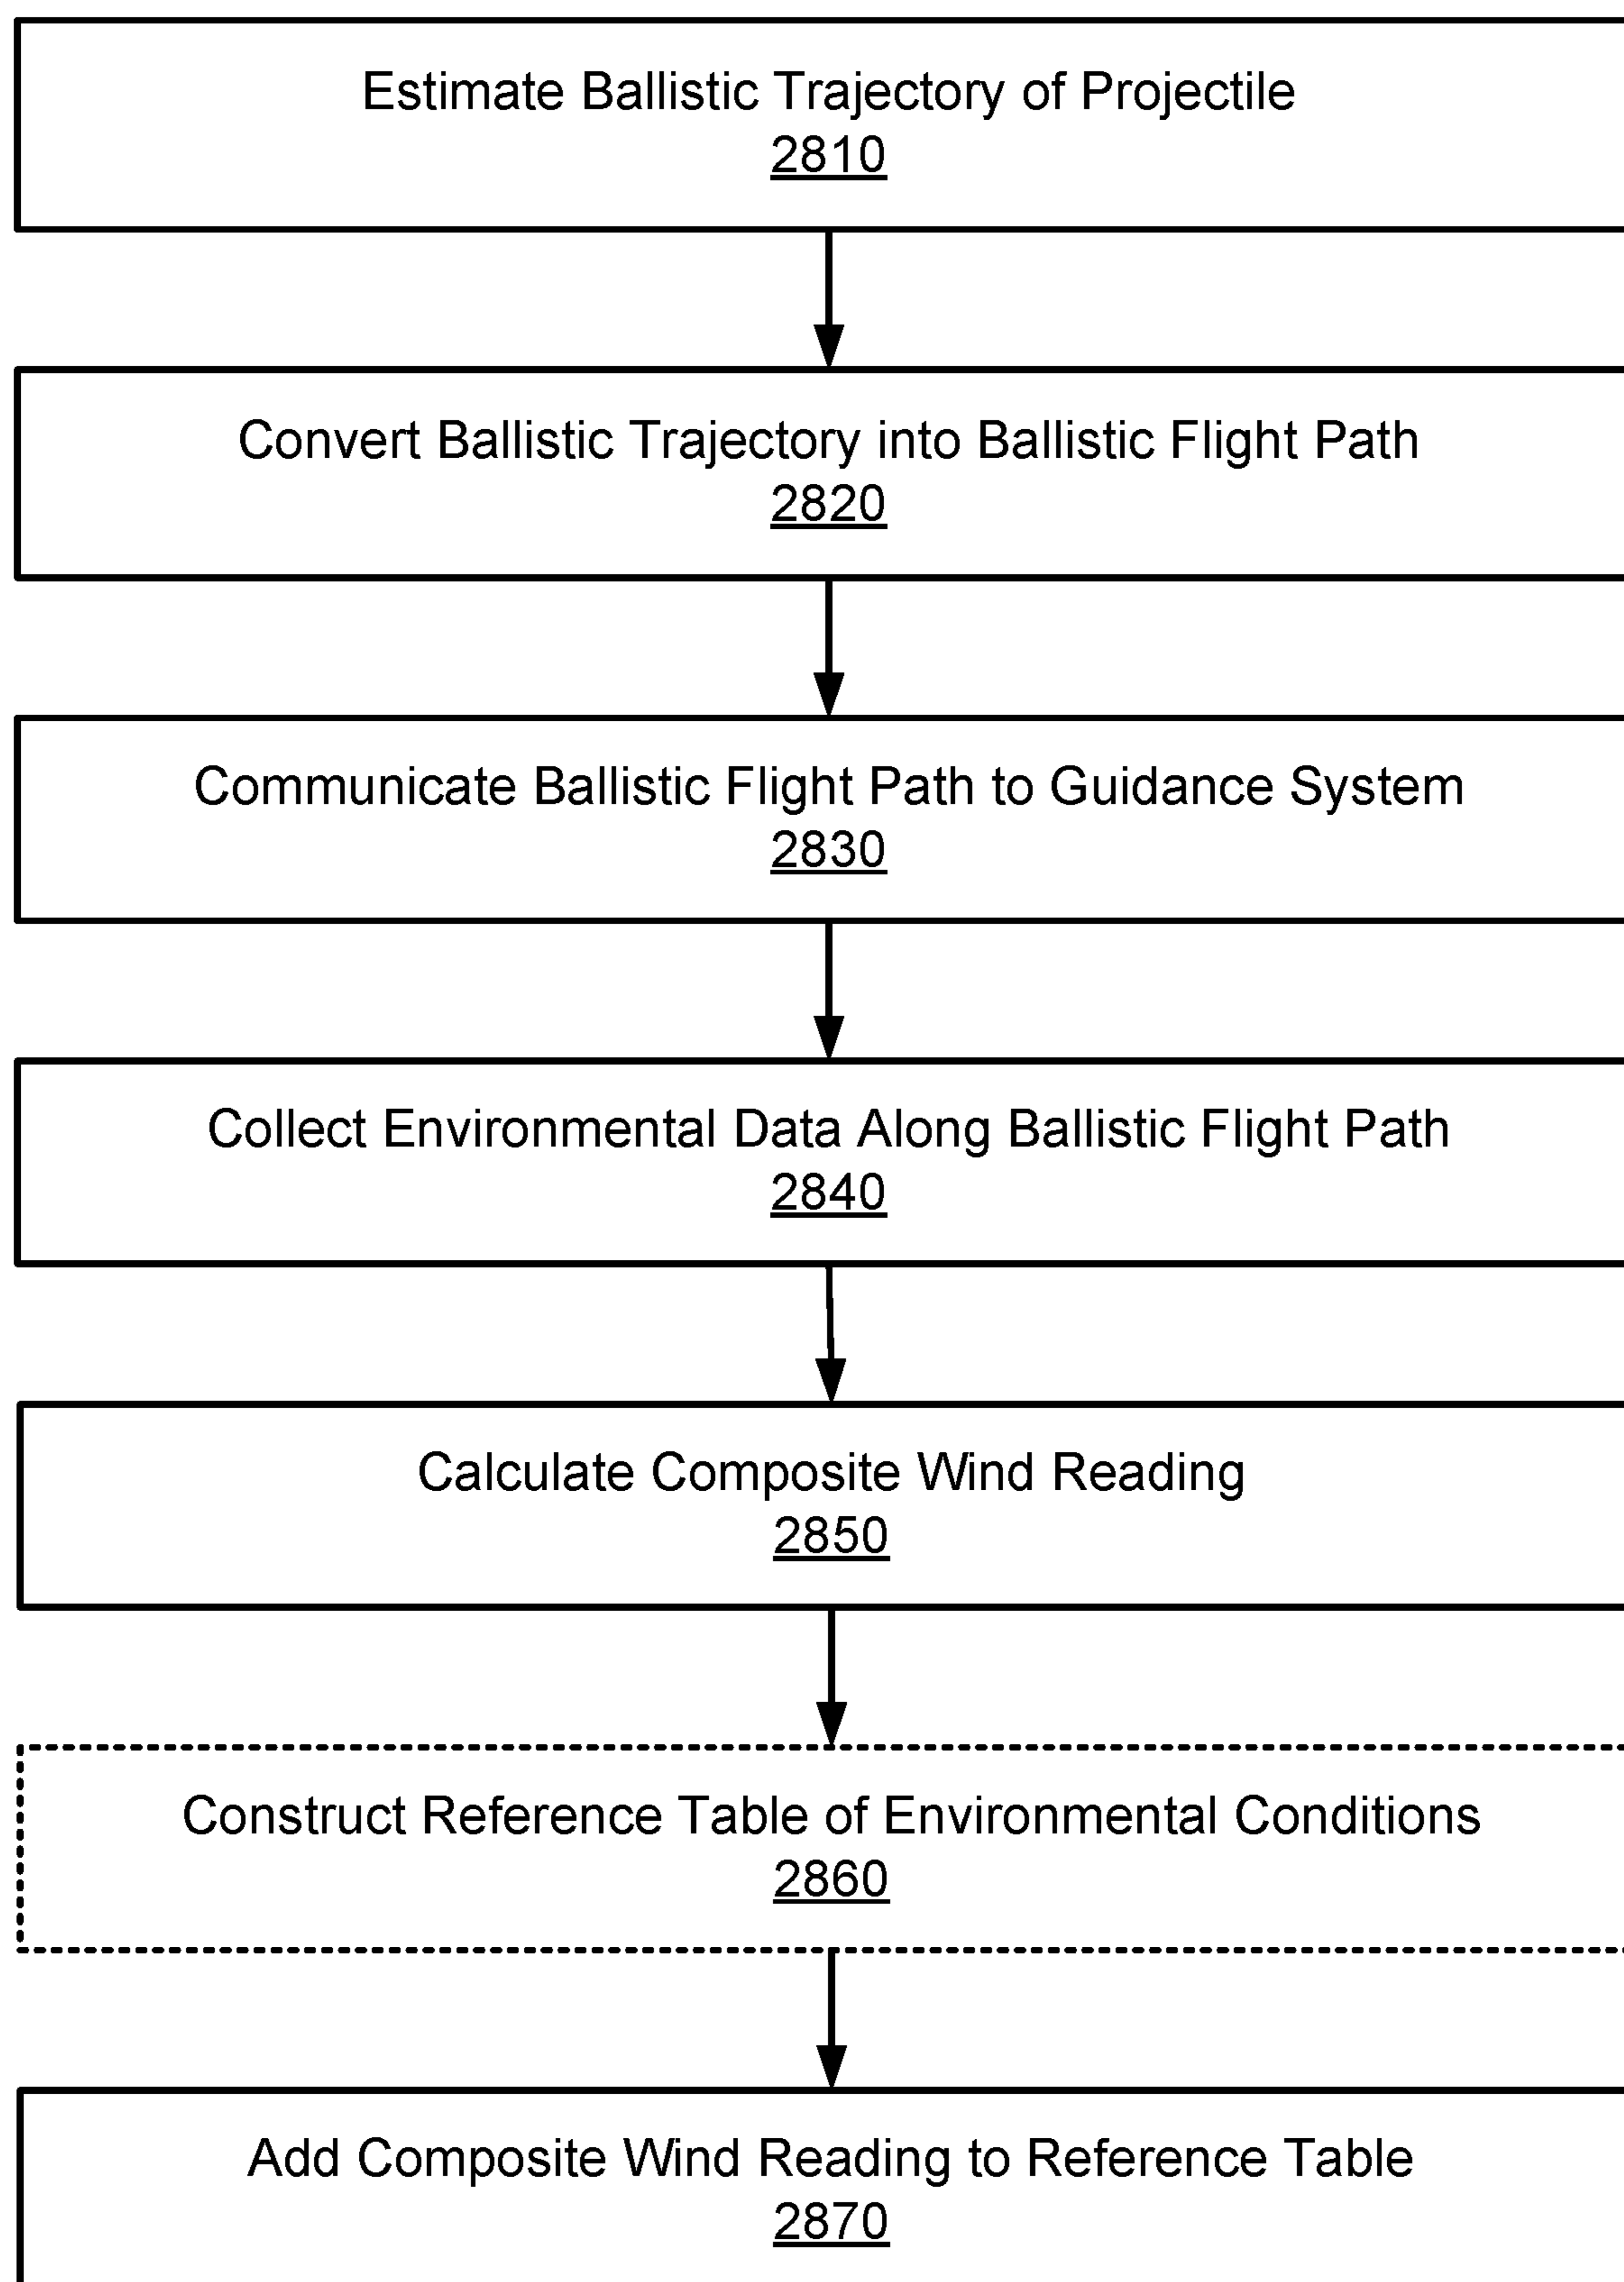 Estimate Ballistic Trajectory of Projectile
2810
Convert Ballistic Trajectory into Ballistic Flight Path
2820
Communicate Ballistic Flight Path to Guidance System
2830
Collect Environmental Data Along Ballistic Flight Path
2840
Calculate Composite Wind Reading
2850
Construct Reference Table of Environmental Conditions
2860
Add Composite Wind Reading to Reference Table
2870